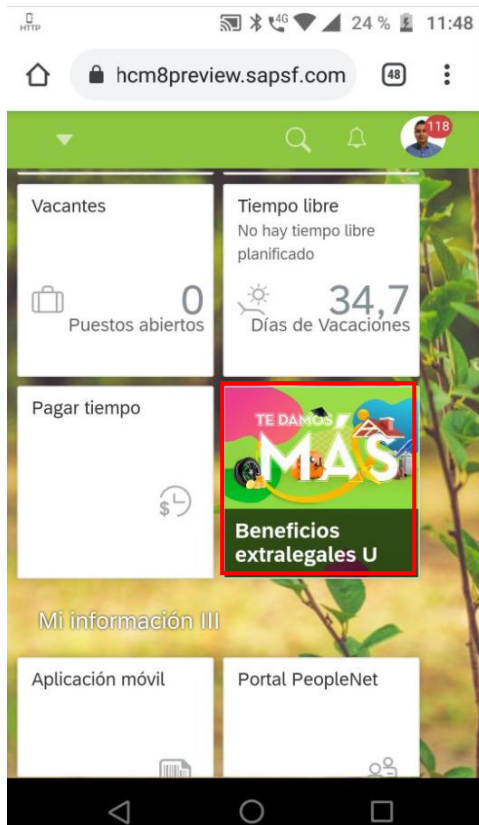 HTTP
4G
24 %
11:48
hcm8preview.sapsf.com
48
118
Vacantes
0
Puestos abiertos
Tiempo libre
No hay tiempo libre
planificado
34,7
Días de Vacaciones
Pagar tiempo
$
TE DAMOS
MÁS
Beneficios
extralegales U
Mi información III
Aplicación móvil
Portal PeopleNet